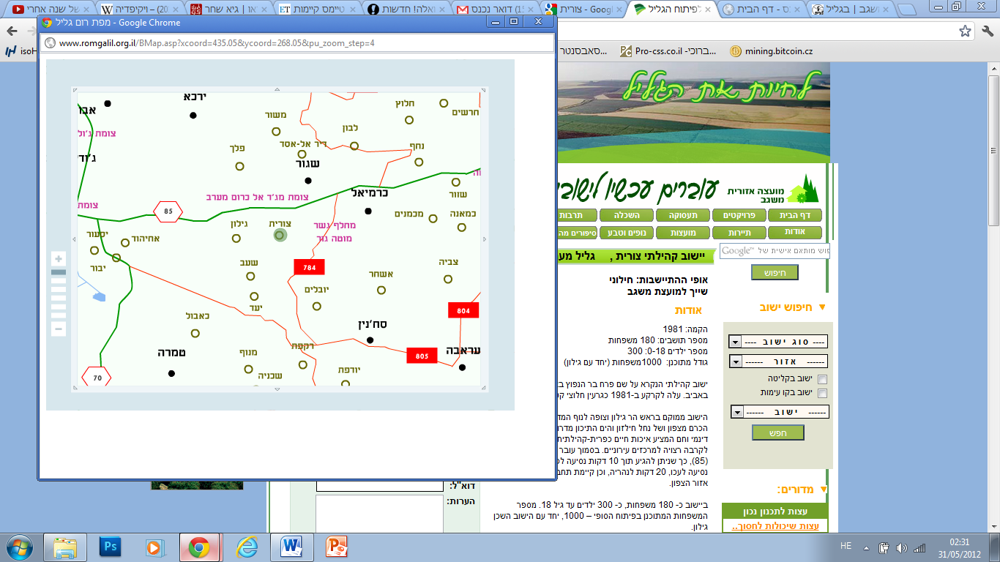 של שנה אחרי
ויקיפדיה – 20)
או | גיא שחר
טיימס קיימות
ואלה! חדשות
דואר נכנס (15
צורית - Goog
לפיתוח הגליל
ס - דף הבית
ושגב | בגליל
מפת רום גליל - Google Chrome
www.romgalil.org.il/BMap.asp?xcoord=435.05&ycoord=268.05&pu_zoom_step=4
isoH
סאבסנטר...
Pro-css.co.il -ברוכי...
mining.bitcoin.cz
ירכא
אבו
חלוץ
חרשים
משור
לבון
צומת ג'ול
דיר אל-אסד
פלך
נחף
ג'ודי
שגור
שזור
כרמיאל
צומת מג'ד אל כרום מערב
צומת
85
מכמנים
כמאנה
צורית
גילון
מחלף נשר
מוטה גור
יסעור
אחיהוד
יבור
שעב
784
צביה
אשחר
יובלים
יעד
804
כאבול
סח'נין
רקפת
עראבה
טמרה
מנוף
805
70
שכניה
יודפת
לחיות את הגליל
עוברים עכשיו לישוב
מועצה אזורית
משגב
דף הבית
פרויקטים
תעסוקה
השכלה
תרבות
אודות
תיירות
מועצות
נופים וטבע
סיפורים מה
יישוב קהילתי צורית , גליל מע
Google™ פוש מותאם אישית של
חיפוש
אופי ההתיישבות: חילוני
שייך למועצת משגב
אודות
חיפוש ישוב
הקמה: 1981
מספר תושבים: 180 משפחות
מספר ילדים 0-18: 300
גודל מתוכנן: 1000משפחות (יחד עם גילון)
---- סוג ישוב ----
------ אזור ------
ישוב בקליטה
ישוב בקו עימות
------ ישוב ------
חפש
ישוב קהילתי הנקרא על שם פרח בר הנפוץ ב
באביב. עלה לקרקע ב-1981 כגרעין חלוצי ק
הישוב ממוקם בראש הר גילון וצופה לנוף המד
הכרם מצפון ושל נחל חילזון והים התיכון מדרו
דינמי וחם המציע איכות חיים כפרית-קהילתית
לקרבה רצויה למרכזים עירוניים. בסמוך עובר
(85), כך שניתן להגיע תוך 10 דקות נסיעה לכ
נסיעה לעכו, 20 דקות לנהריה, וכן קיימת תחב
אזור הצפון.
ביישוב כ- 180 משפחות, כ- 300 ילדים עד גיל 18. מספר
המשפחות המתוכנן בפיתוח הסופי – 1000, יחד עם הישוב השכן
גילון.
דוא"ל:
הערות:
מדורים:
עצות לתכנון נכון
עצות שיכולות לחסוך..
Ps
HE
02:31
31/05/2012